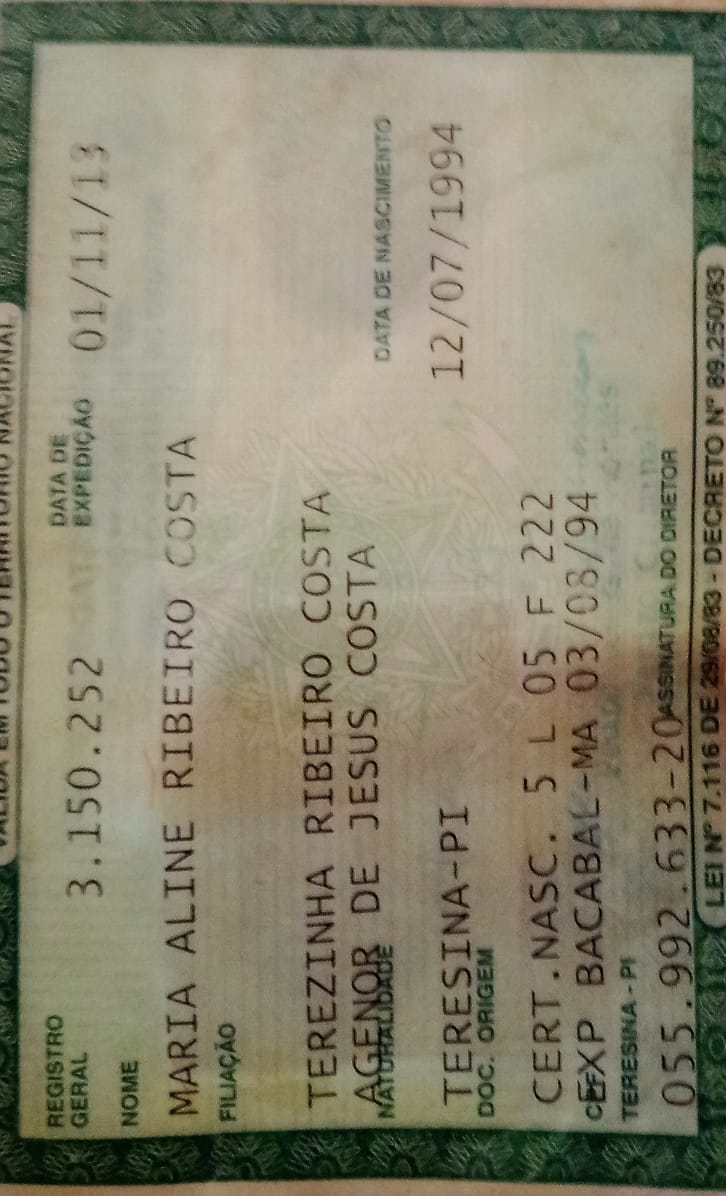 VÁLIDA EM TODO O TERRITÓRIO NACIONAL
REGISTRO GERAL 3.150.252 DATA DE EXPEDIÇÃO 01/11/13
NOME
MARIA ALINE RIBEIRO COSTA
FILIAÇÃO
TEREZINHA RIBEIRO COSTA
AGENOR DE JESUS COSTA
NATURALIDADE DATA DE NASCIMENTO
TERESINA-PI 12/07/1994
DOC. ORIGEM
CERT.NASC. 5 L 05 F 222
EXP BACABAL-MA 03/08/94
CPF
TERESINA - PI
055.992.633-20 ASSINATURA DO DIRETOR
LEI Nº 7.116 DE 29/08/83 - DECRETO Nº 89.250/83